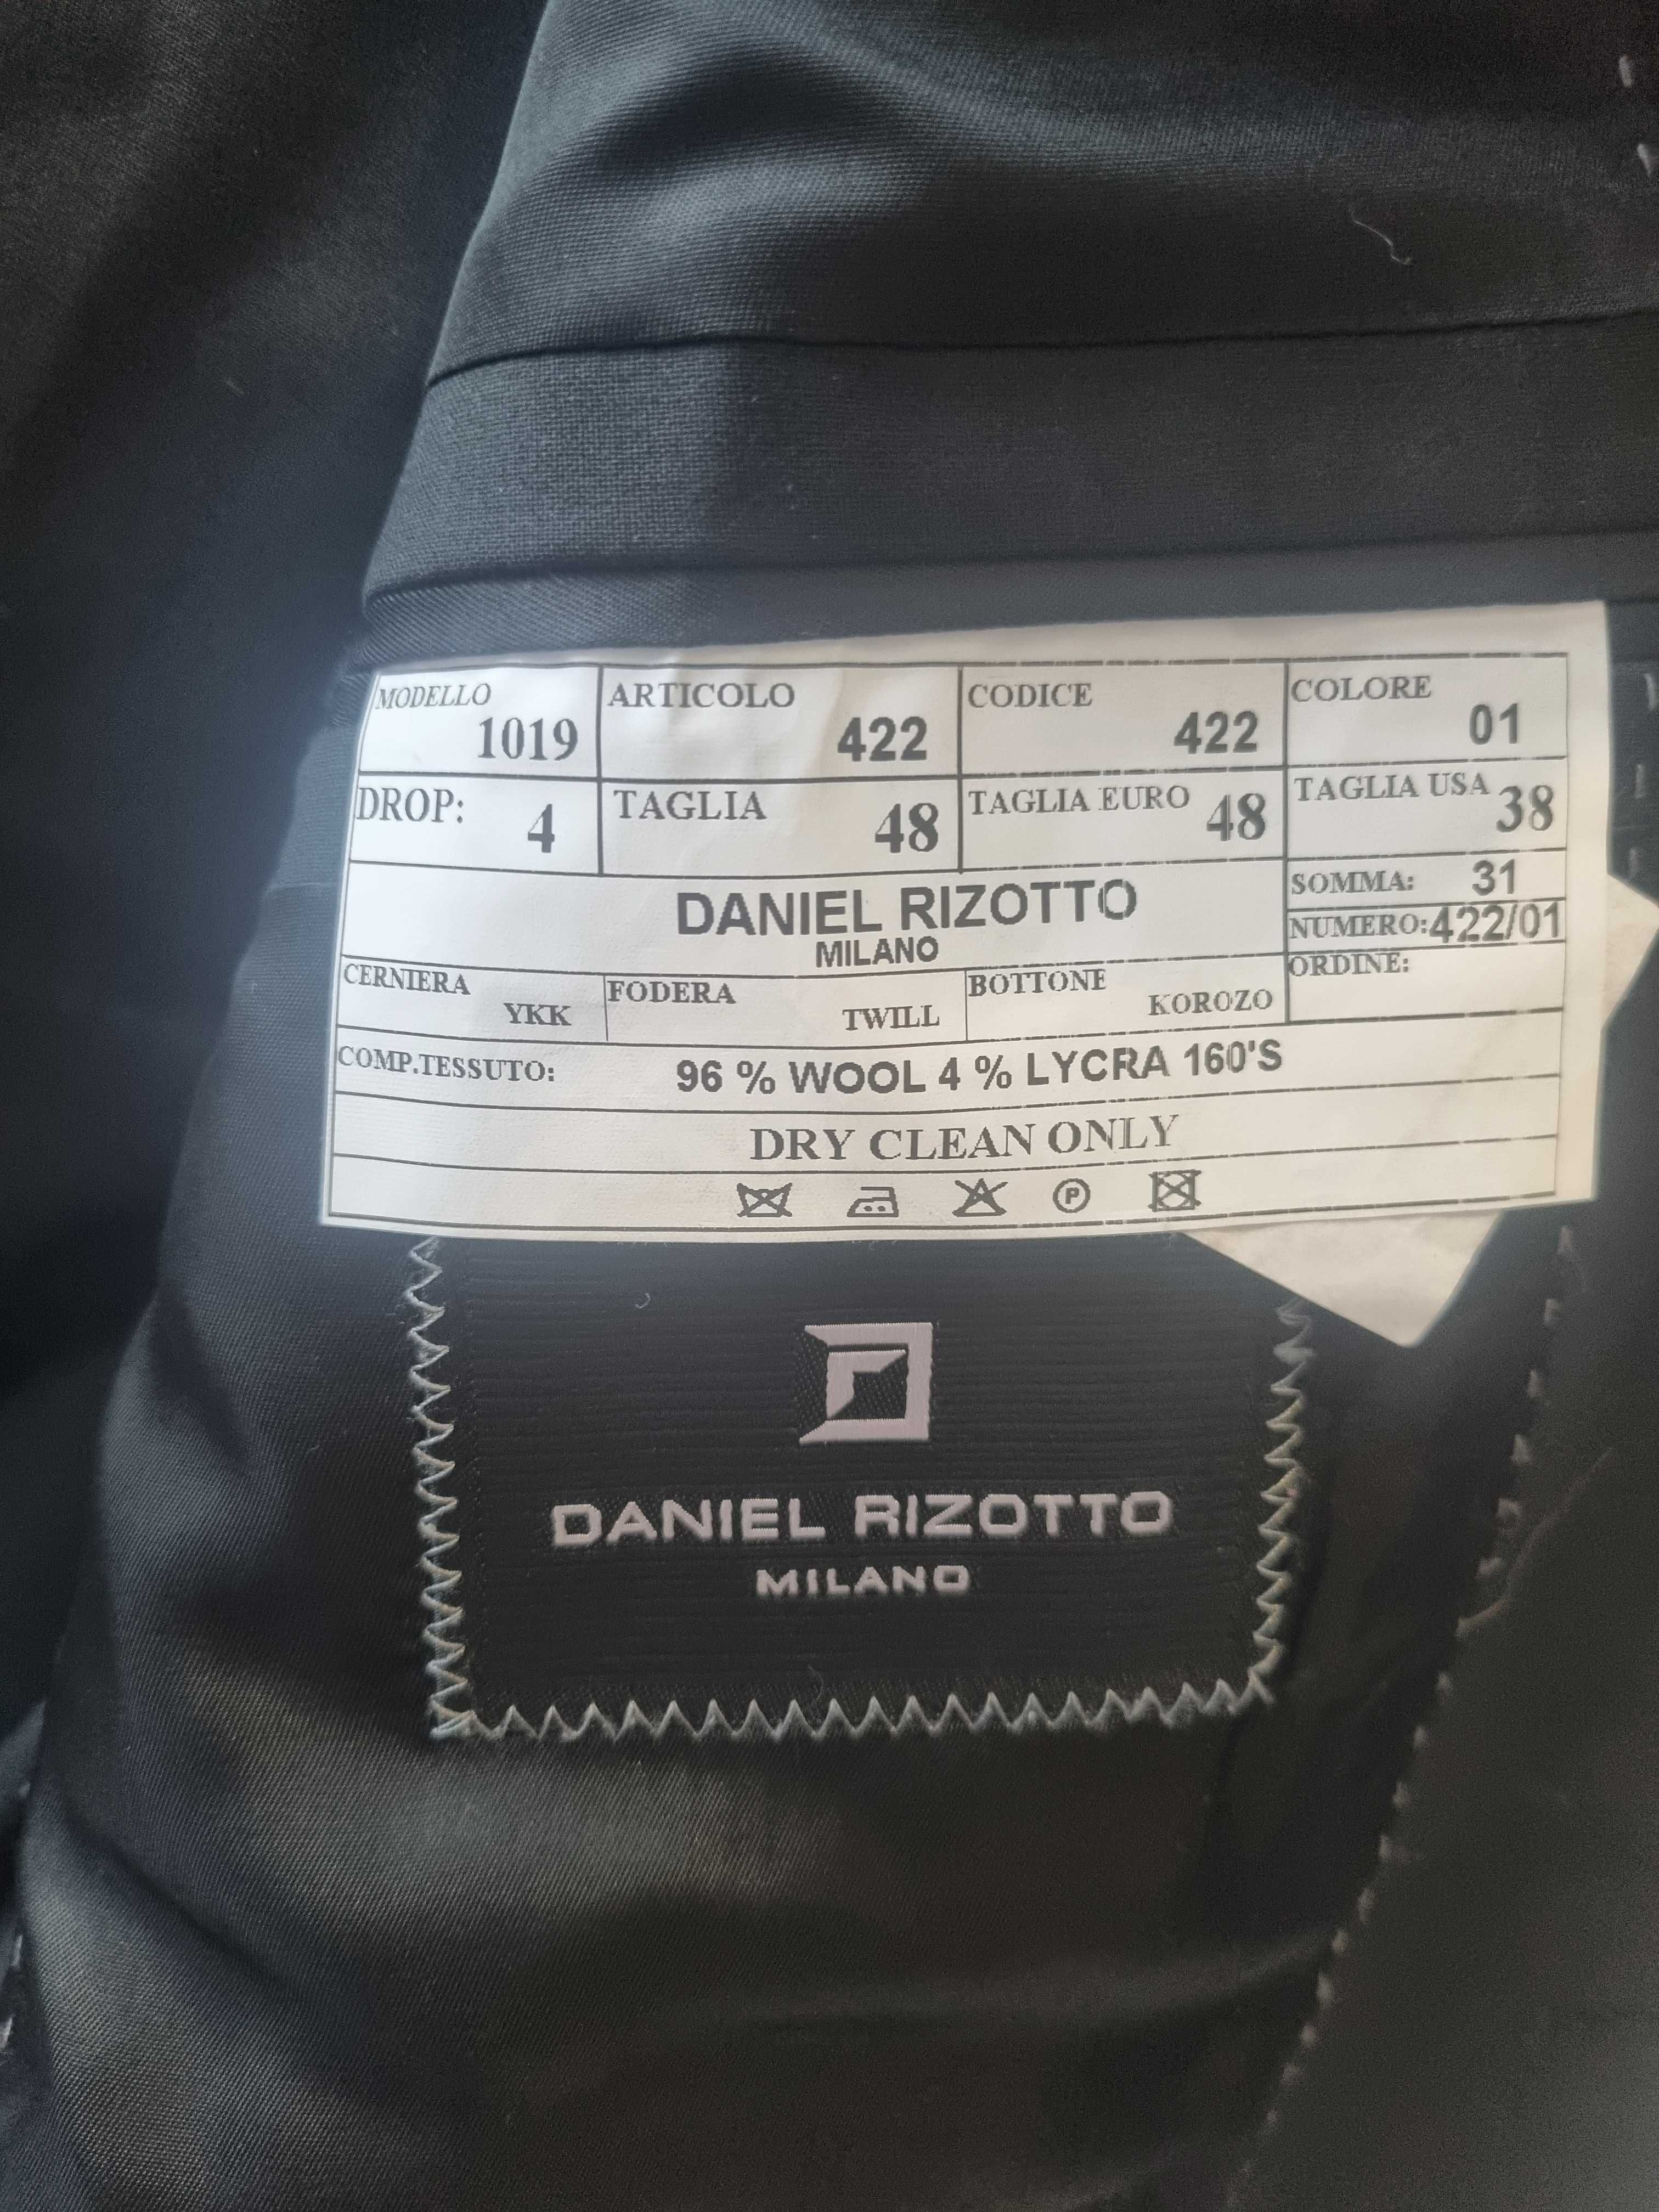 MODELLO 1019 ARTICOLO 422 CODICE 422 COLORE 01
DROP: 4 TAGLIA 48 TAGLIA EURO 48 TAGLIA USA 38
DANIEL RIZOTTO
MILANO
SOMMA: 31
NUMERO:422/01
ORDINE:
CERNIERA YKK FODERA TWILL BOTTONE KOROZO
COMP.TESSUTO: 96 % WOOL 4 % LYCRA 160'S
DRY CLEAN ONLY
P
DANIEL RIZOTTO
MILANO